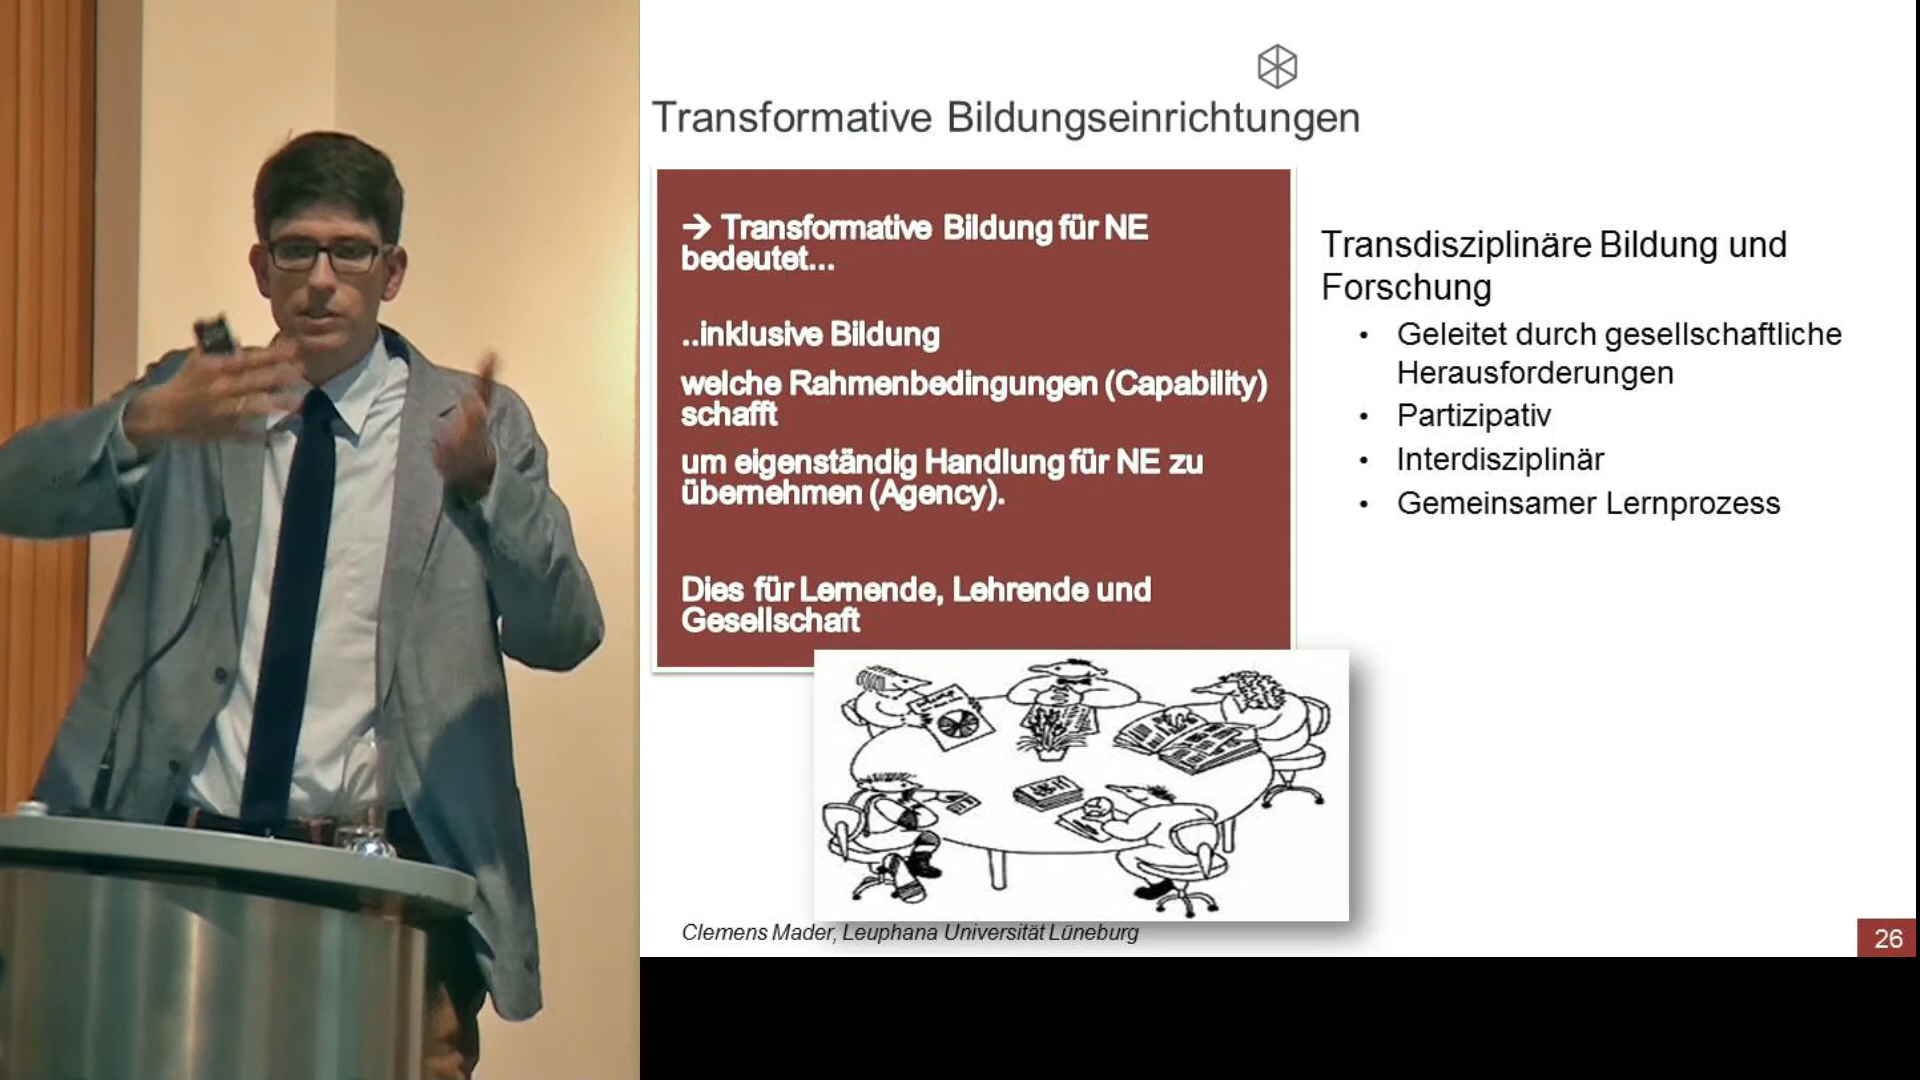 Transformative Bildungseinrichtungen
→ Transformative Bildung für NE
bedeutet...
..inklusive Bildung
welche Rahmenbedingungen (Capability)
schafft
um eigenständig Handlung für NE zu
übernehmen (Agency).
Dies für Lernende, Lehrende und
Gesellschaft
Transdisziplinäre Bildung und
Forschung
• Geleitet durch gesellschaftliche
Herausforderungen
• Partizipativ
• Interdisziplinär
• Gemeinsamer Lernprozess
Clemens Mader, Leuphana Universität Lüneburg
26